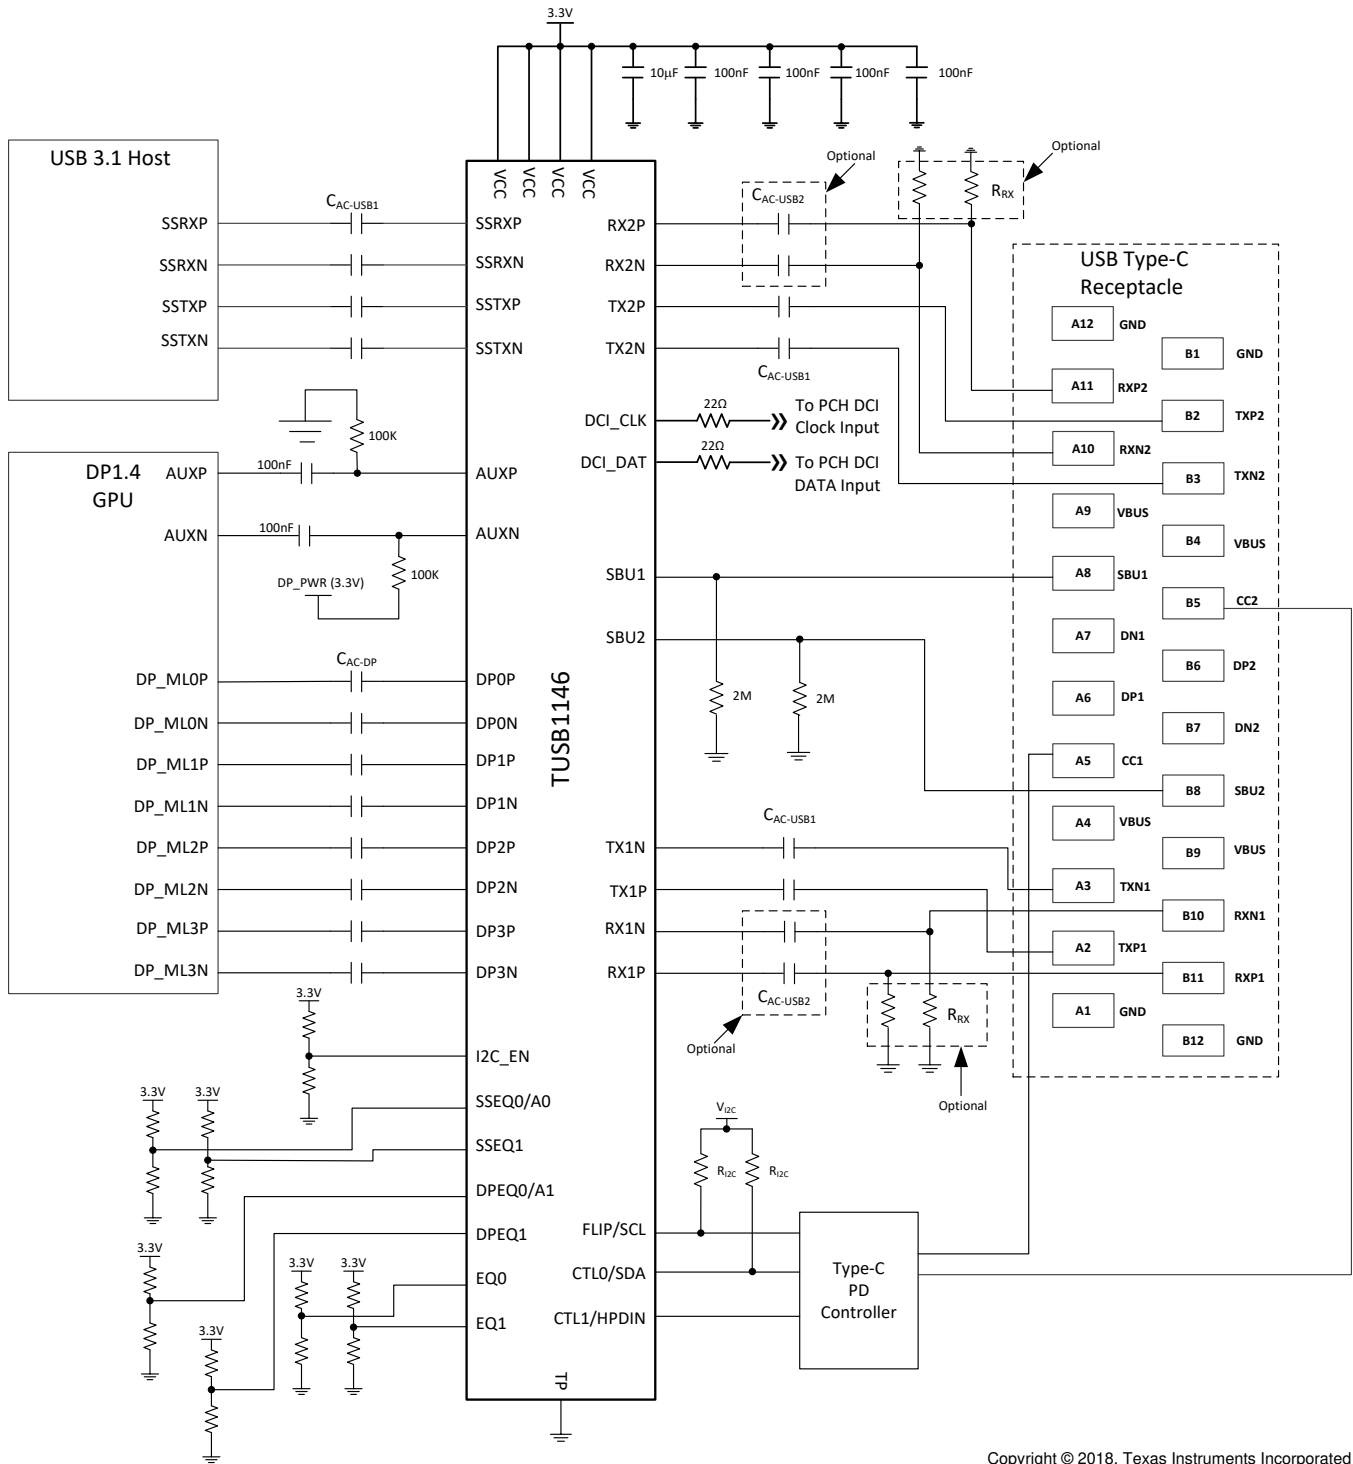 3.3V
10µF
100nF
100nF
100nF
100nF
USB 3.1 Host
SSRXP
SSRXN
SSTXP
SSTXN
CAC-USB1
VCC
VCC
VCC
VCC
SSRXP
SSRXN
SSTXP
SSTXN
RX2P
RX2N
TX2P
TX2N
CAC-USB2
Optional
RRX
Optional
CAC-USB1
DCI_CLK
22Ω
To PCH DCI
Clock Input
DCI_DAT
22Ω
To PCH DCI
DATA Input
100K
DP1.4
GPU
AUXP
100nF
AUXP
AUXN
100nF
AUXN
100K
DP_PWR (3.3V)
SBU1
SBU2
2M
2M
TUSB1146
DP_ML0P
DP_ML0N
DP_ML1P
DP_ML1N
DP_ML2P
DP_ML2N
DP_ML3P
DP_ML3N
CAC-DP
DP0P
DP0N
DP1P
DP1N
DP2P
DP2N
DP3P
DP3N
CAC-USB1
TX1N
TX1P
RX1N
RX1P
CAC-USB2
Optional
RRX
Optional
USB Type-C
Receptacle
A12 GND
B1 GND
A11 RXP2
B2 TXP2
A10 RXN2
B3 TXN2
A9 VBUS
B4 VBUS
A8 SBU1
B5 CC2
A7 DN1
B6 DP2
A6 DP1
B7 DN2
A5 CC1
B8 SBU2
A4 VBUS
B9 VBUS
A3 TXN1
B10 RXN1
A2 TXP1
B11 RXP1
A1 GND
B12 GND
3.3V
I2C_EN
3.3V
3.3V
SSEQ0/A0
SSEQ1
DPEQ0/A1
DPEQ1
3.3V
3.3V
3.3V
3.3V
EQ0
EQ1
VI2C
RI2C
RI2C
FLIP/SCL
CTL0/SDA
CTL1/HPDIN
Type-C
PD
Controller
TP
Copyright © 2018, Texas Instruments Incorporated